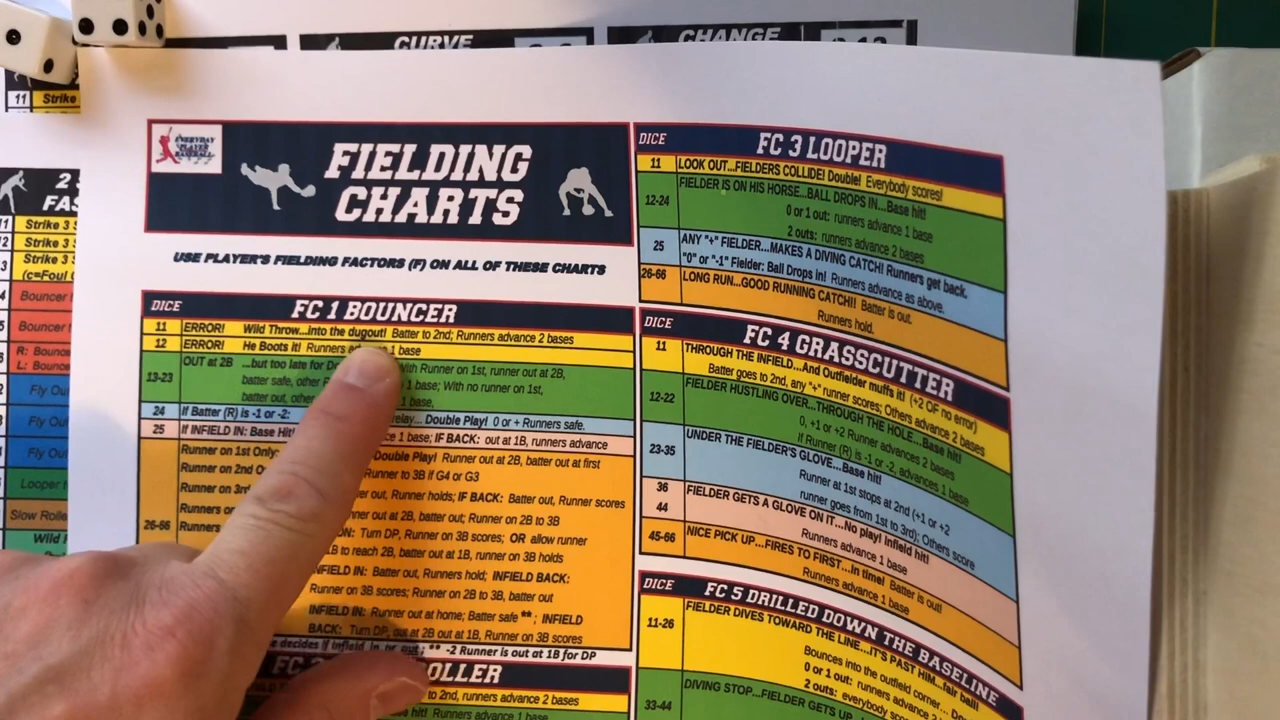 CURVE
CHANGE
11 Strike
2
FAS
Strike 3
Strike 3
Strike 3
(c=Foul
Bouncer
Bouncer
R: Bounce
L: Bounce
Fly Out
Fly Out
Fly Out
Looper
Slow Rolle
Wild
EVERYDAY
PLAYER
BASEBALL
FIELDING
CHARTS
USE PLAYER'S FIELDING FACTORS (F) ON ALL OF THESE CHARTS
DICE FC 1 BOUNCER
11 ERROR! Wild Throw...into the dugout! Batter to 2nd; Runners advance 2 bases
12 ERROR! He Boots it! Runners 1 base
13-23 OUT at 2B ...but too late for With Runner on 1st, runner out at 2B,
batter safe, other 1 base; With no runner on 1st,
batter out, other 1 base,
24 If Batter (R) is -1 or -2: relay... Double Play! 0 or + Runners safe.
25 If INFIELD IN: Base Hit! 1 base; IF BACK: out at 1B, runners advance
26-66 Runner on 1st Only: Double Play! Runner out at 2B, batter out at first
Runner on 2nd Runner to 3B if G4 or G3
Runner on 3rd out, Runner holds; IF BACK: Batter out, Runner scores
Runners out at 2B, batter out; Runner on 2B to 3B
Runners Turn DP, Runner on 3B scores; OR allow runner
to reach 2B, batter out at 1B, runner on 3B holds
INFIELD IN: Batter out, Runners hold; INFIELD BACK:
Runner on 3B scores; Runner on 2B to 3B, batter out
INFIELD IN: Runner out at home; Batter safe **; INFIELD
BACK: Turn DP, out at 2B out at 1B, Runner on 3B scores
decides if Infield in or out; ** -2 Runner is out at 1B for DP
to 2nd, runners advance 2 bases
hit! Runners advance 1 base
DICE FC 3 LOOPER
11 LOOK OUT...FIELDERS COLLIDE! Double! Everybody scores!
12-24 FIELDER IS ON HIS HORSE...BALL DROPS IN...Base hit!
0 or 1 out: runners advance 1 base
2 outs: runners advance 2 bases
25 ANY "+" FIELDER...MAKES A DIVING CATCH! Runners get back.
"0" or "-1" Fielder: Ball Drops in! Runners advance as above.
26-66 LONG RUN...GOOD RUNNING CATCH!! Batter is out.
Runners hold.
DICE FC 4 GRASSCUTTER
11 THROUGH THE INFIELD...And Outfielder muffs it! (+2 OF no error)
Batter goes to 2nd, any "+" runner scores; Others advance 2 bases
12-22 FIELDER HUSTLING OVER...THROUGH THE HOLE...Base hit!
0, +1 or +2 Runner advances 2 bases
If Runner (R) is -1 or -2, advances 1 base
23-35 UNDER THE FIELDER'S GLOVE...Base hit!
Runner at 1st stops at 2nd (+1 or +2
runner goes from 1st to 3rd); Others score
36
44 FIELDER GETS A GLOVE ON IT...No play! Infield hit!
Runners advance 1 base
45-66 NICE PICK UP...FIRES TO FIRST...In time! Batter is out!
Runners advance 1 base
DICE FC 5 DRILLED DOWN THE BASELINE
11-26 FIELDER DIVES TOWARD THE LINE...IT'S PAST HIM...fair ball!
Bounces into the outfield corner...
0 or 1 out: runners advance
2 outs: everybody
33-44 DIVING STOP...FIELDER GETS UP